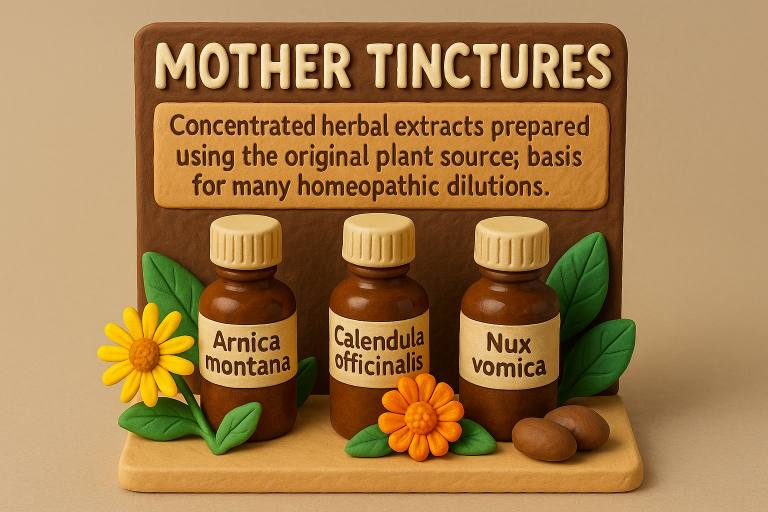 MOTHER TINCTURES
Concentrated herbal extracts prepared
using the original plant source; basis
for many homeopathic dilutions.
Arnica
montana
Calendula
officinalis
Nux
vomica